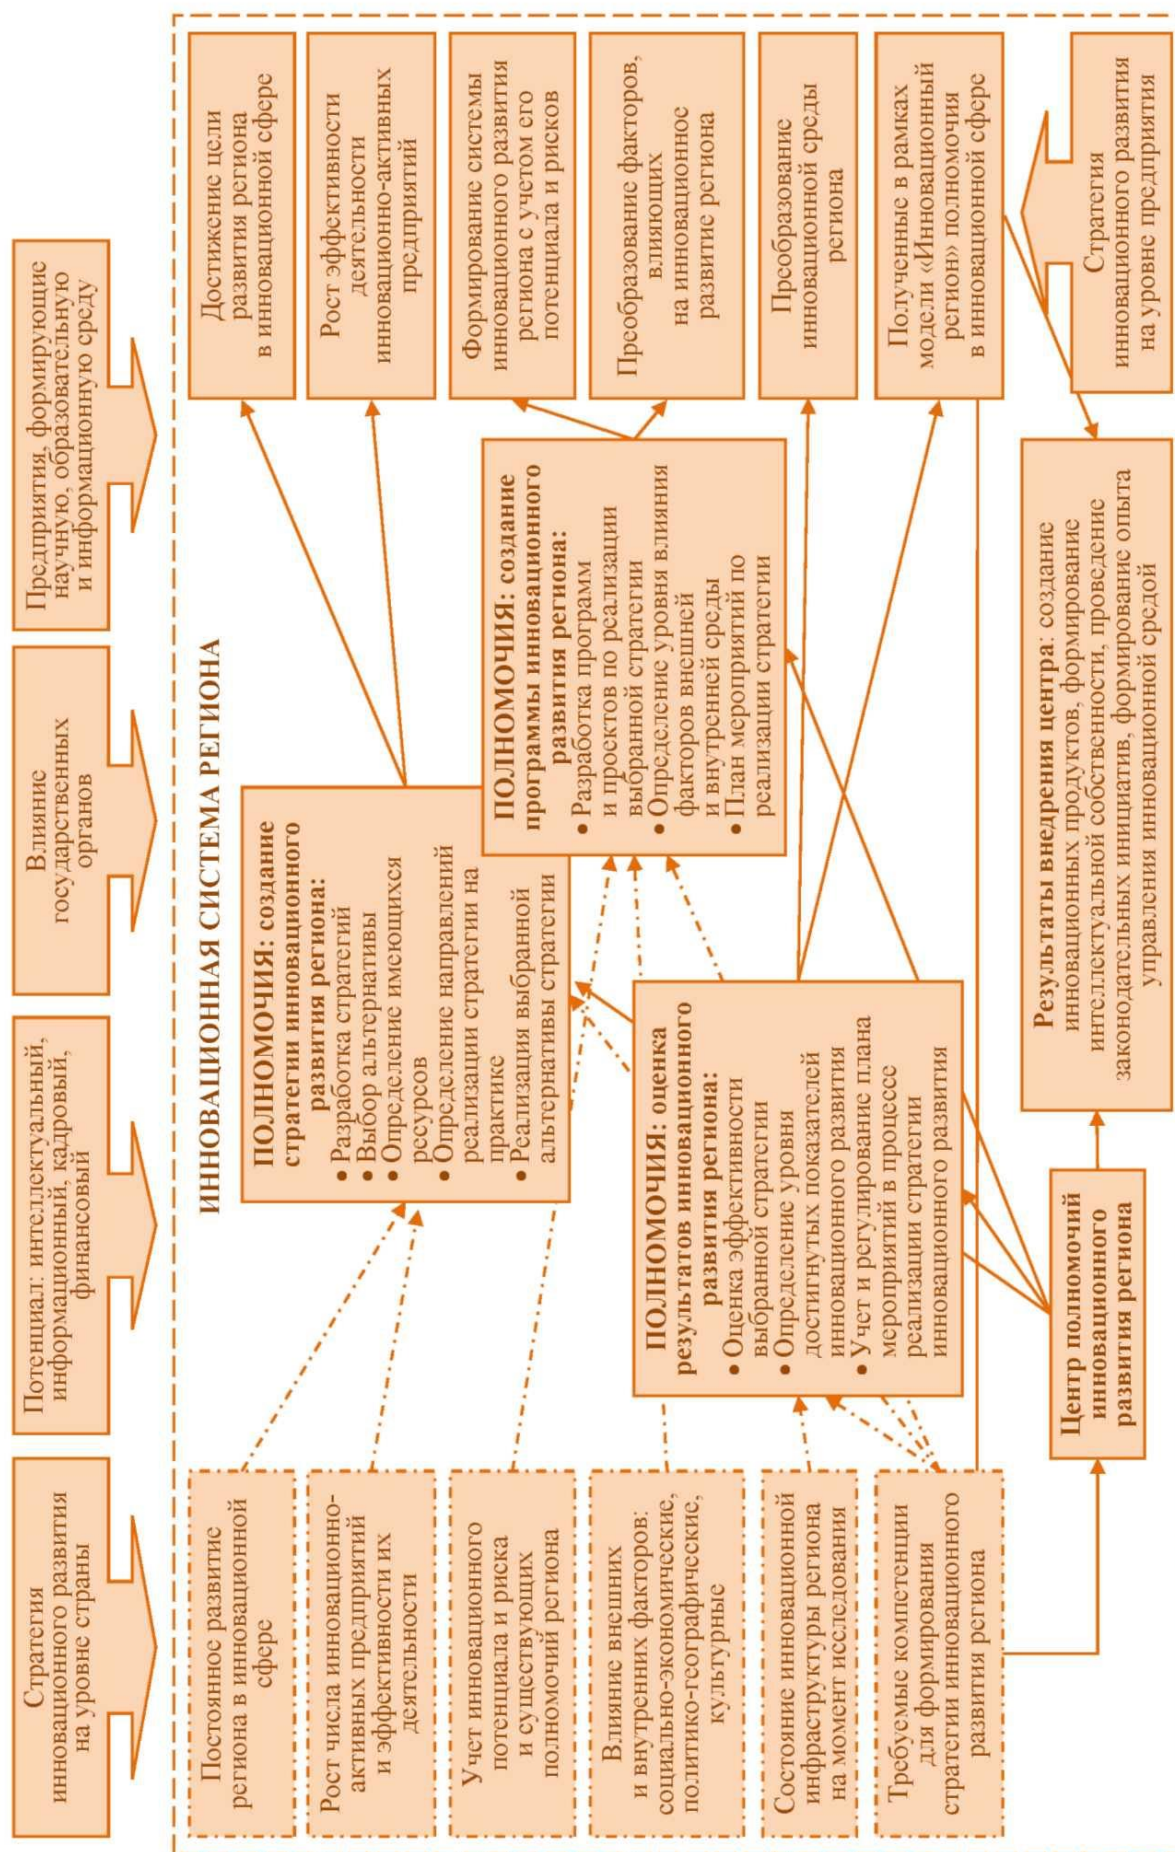 Стратегия
инновационного развития
на уровне страны
Потенциал: интеллектуальный,
информационный, кадровый,
финансовый
Влияние
государственных
органов
Предприятия, формирующие
научную, образовательную
и информационную среду
ИННОВАЦИОННАЯ СИСТЕМА РЕГИОНА
Постоянное развитие
региона в инновационной
сфере
Рост числа инновационно-
активных предприятий
и эффективности их
деятельности
Учет инновационного
потенциала и риска
и существующих
полномочий региона
Влияние внешних
и внутренних факторов:
социально-экономические,
политико-географические,
культурные
Состояние инновационной
инфраструктуры региона
на момент исследования
Требуемые компетенции
для формирования
стратегии инновационного
развития региона
ПОЛНОМОЧИЯ: создание
стратегии инновационного
развития региона:
• Разработка стратегий
• Выбор альтернативы
• Определение имеющихся
ресурсов
• Определение направлений
реализации стратегии на
практике
• Реализация выбранной
альтернативы стратегии
ПОЛНОМОЧИЯ: создание
программы инновационного
развития региона:
• Разработка программ
и проектов по реализации
выбранной стратегии
• Определение уровня влияния
факторов внешней
и внутренней среды
• План мероприятий по
реализации стратегии
ПОЛНОМОЧИЯ: оценка
результатов инновационного
развития региона:
• Оценка эффективности
выбранной стратегии
• Определение уровня
достигнутых показателей
инновационного развития
• Учет и регулирование плана
мероприятий в процессе
реализации стратегии
инновационного развития
Достижение цели
развития региона
в инновационной сфере
Рост эффективности
деятельности
инновационно-активных
предприятий
Формирование системы
инновационного развития
региона с учетом его
потенциала и рисков
Преобразование факторов,
влияющих
на инновационное
развитие региона
Преобразование
инновационной среды
региона
Полученные в рамках
модели «Инновационный
регион» полномочия
в инновационной сфере
Центр полномочий
инновационного
развития региона
Результаты внедрения центра: создание
инновационных продуктов, формирование
интеллектуальной собственности, проведение
законодательных инициатив, формирование опыта
управления инновационной средой
Стратегия
инновационного развития
на уровне предприятия